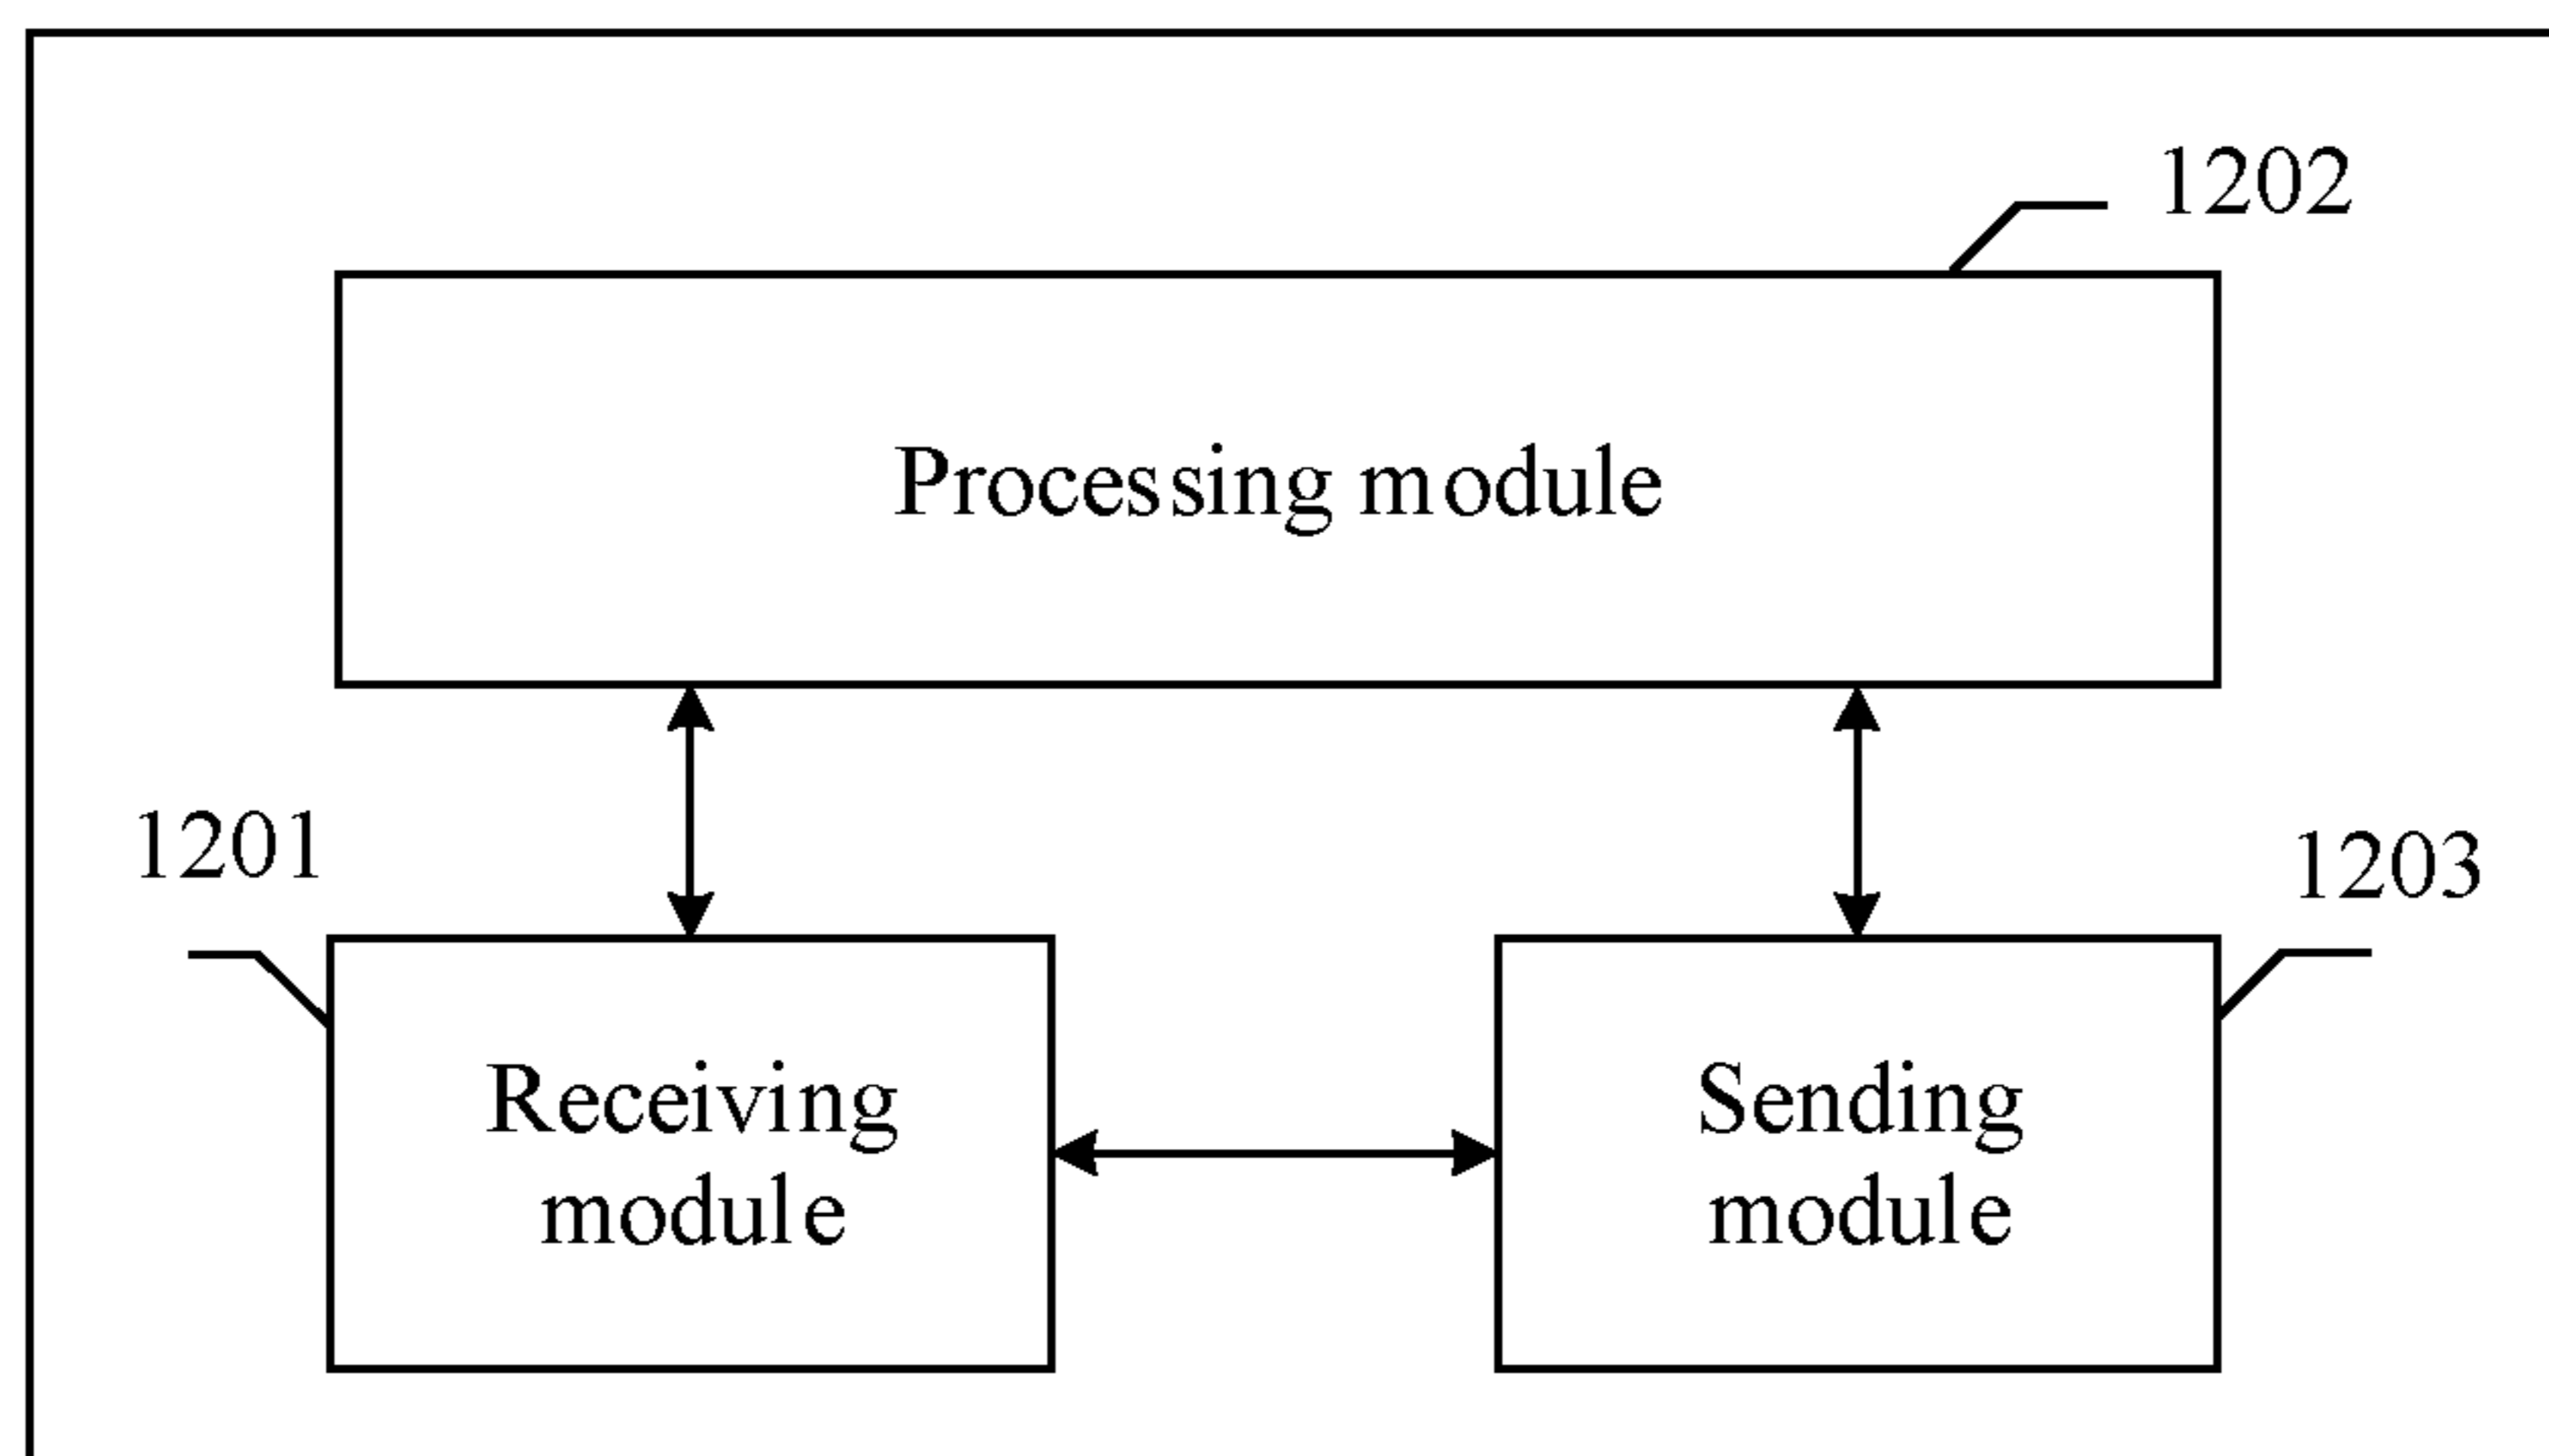 1202
Processing module
1201
1203
Receiving
module
Sending
module